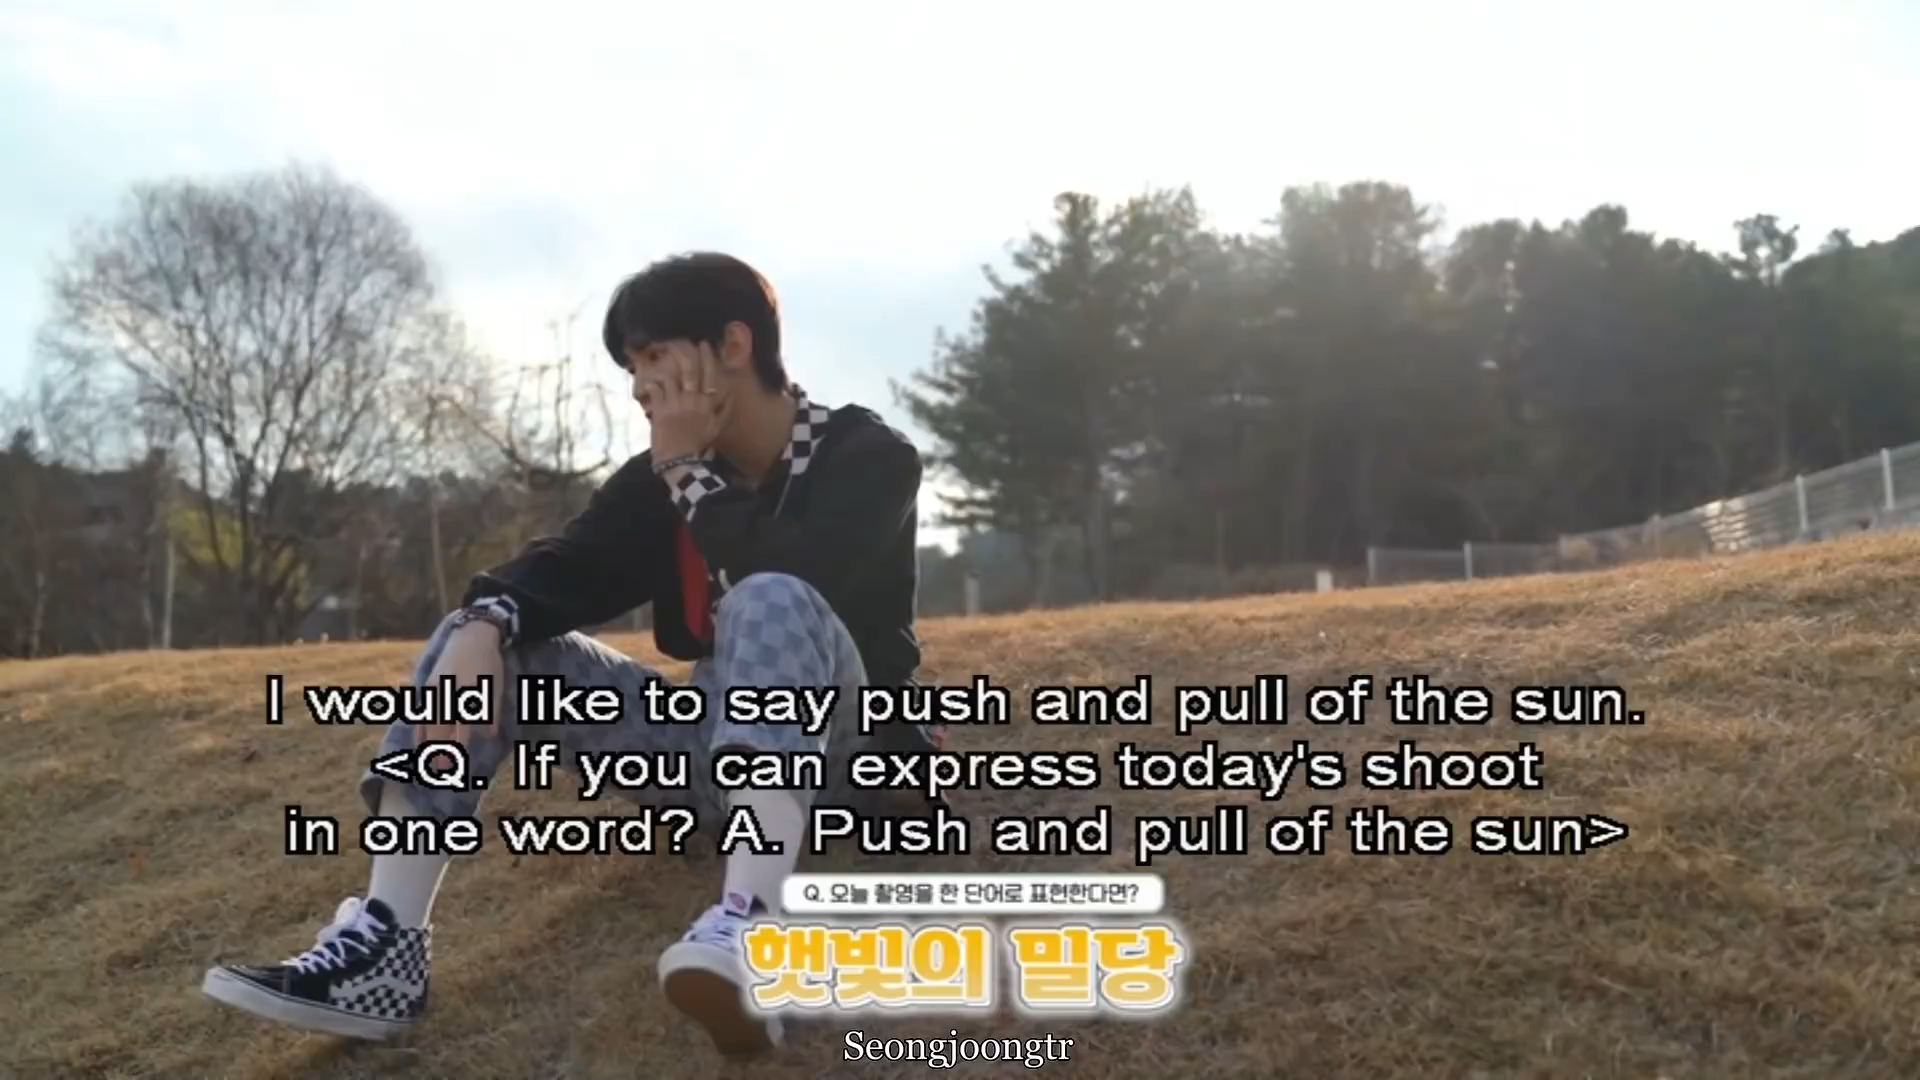 I would like to say push and pull of the sun.
<Q. If you can express today's shoot
in one word? A. Push and pull of the sun>
Q. 오늘 촬영을 한 단어로 표현한다면?
햇빛의 밀당
Seongjoongtr